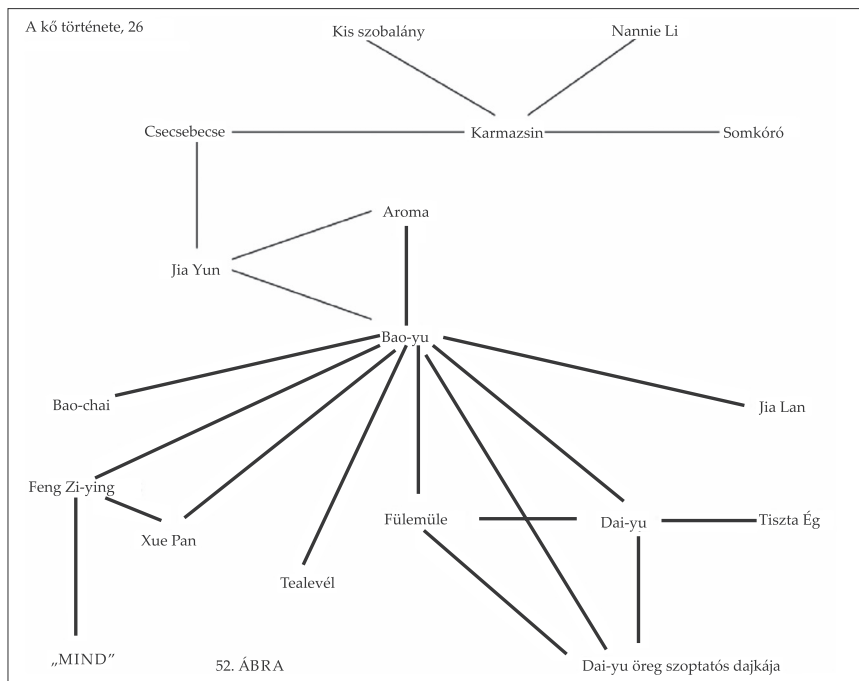 A kő története, 26
Kis szobalány
Nannie Li
Csecsebecse
Karmazsin
Somkóró
Aroma
Jia Yun
Bao-yu
Bao-chai
Jia Lan
Feng Zi-ying
Xue Pan
Fülemüle
Dai-yu
Tiszta Ég
Tealevél
„MIND”
52. ÁBRA
Dai-yu öreg szoptatós dajkája